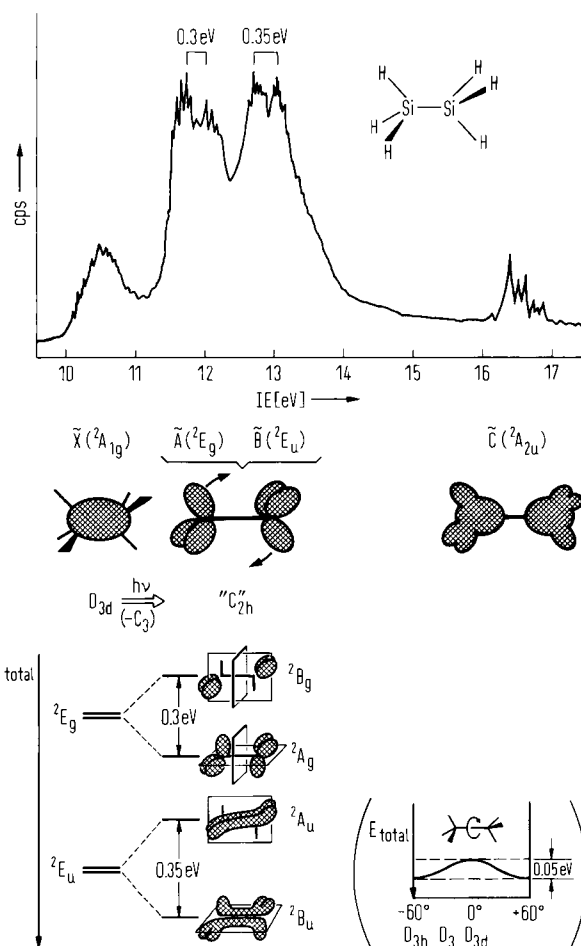 0.3eV
0.35eV
H
H
H
Si
Si
H
H
H
cps
10
11
12
13
14
15
16
17
IE[eV]
X̃(²A1g)
Ã(²Eg)
B̃(²Eu)
C̃(²A2u)
D3d
hν
(-C3)
"C2h"
total
²Eg
0.3eV
²Bg
²Ag
²Eu
0.35eV
²Au
²Bu
Etotal
C
0.05eV
-60°
0°
+60°
D3h
D3
D3d